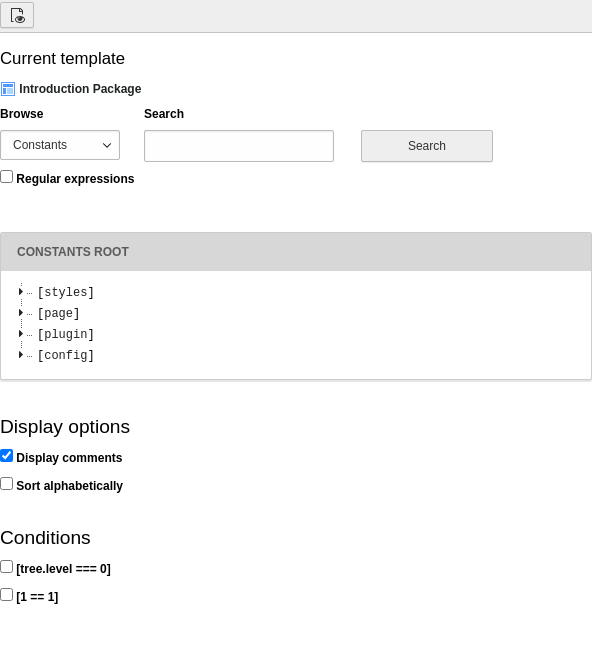 Current template
Introduction Package
Browse Search
Constants Search
Regular expressions
CONSTANTS ROOT
[styles]
[page]
[plugin]
[config]
Display options
Display comments
Sort alphabetically
Conditions
[tree.level === 0]
[1 == 1]